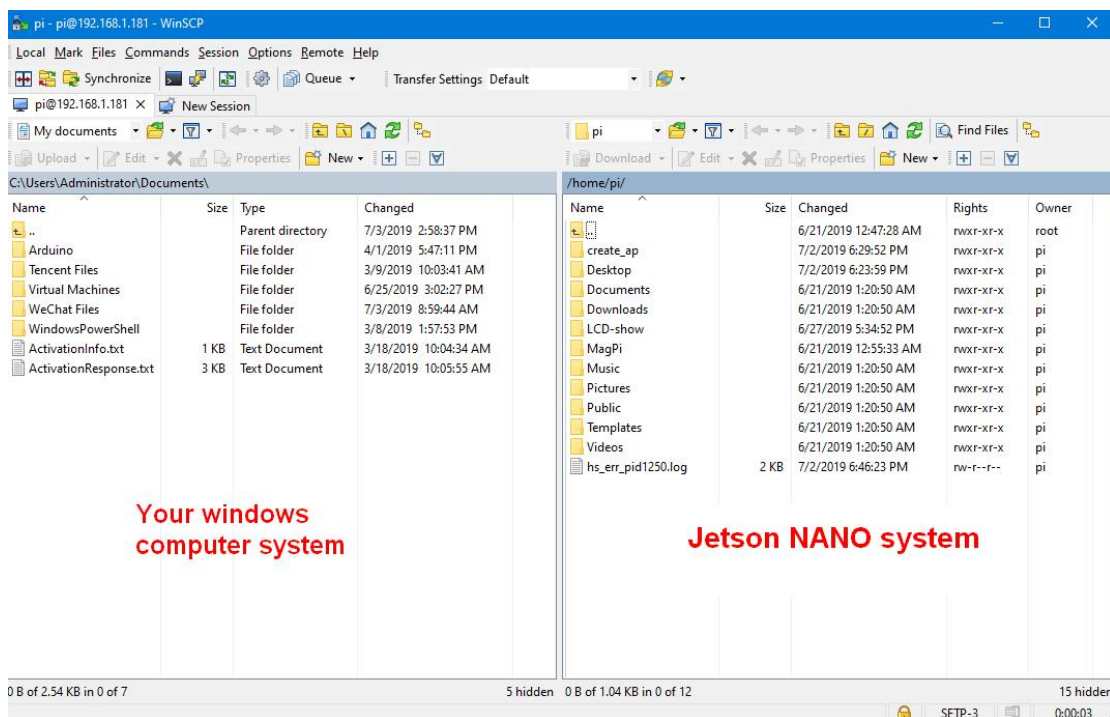 pi - pi@192.168.1.181 - WinSCP
Local Mark Files Commands Session Options Remote Help
Synchronize Queue Transfer Settings Default
pi@192.168.1.181 X New Session
My documents
Upload Edit Properties New
C:\Users\Administrator\Documents\
Name Size Type Changed
.. Parent directory 7/3/2019 2:58:37 PM
Arduino File folder 4/1/2019 5:47:11 PM
Tencent Files File folder 3/9/2019 10:03:41 AM
Virtual Machines File folder 6/25/2019 3:02:27 PM
WeChat Files File folder 7/3/2019 8:59:44 AM
WindowsPowerShell File folder 3/8/2019 1:57:53 PM
ActivationInfo.txt 1 KB Text Document 3/18/2019 10:04:34 AM
ActivationResponse.txt 3 KB Text Document 3/18/2019 10:05:55 AM
Your windows
computer system
0 B of 2.54 KB in 0 of 7 5 hidden
pi Find Files
Download Edit Properties New
/home/pi/
Name Size Changed Rights Owner
.. 6/21/2019 12:47:28 AM rwxr-xr-x root
create_ap 7/2/2019 6:29:52 PM rwxr-xr-x pi
Desktop 7/2/2019 6:23:59 PM rwxr-xr-x pi
Documents 6/21/2019 1:20:50 AM rwxr-xr-x pi
Downloads 6/21/2019 1:20:50 AM rwxr-xr-x pi
LCD-show 6/27/2019 5:34:52 PM rwxr-xr-x pi
MagPi 6/21/2019 12:55:33 AM rwxr-xr-x pi
Music 6/21/2019 1:20:50 AM rwxr-xr-x pi
Pictures 6/21/2019 1:20:50 AM rwxr-xr-x pi
Public 6/21/2019 1:20:50 AM rwxr-xr-x pi
Templates 6/21/2019 1:20:50 AM rwxr-xr-x pi
Videos 6/21/2019 1:20:50 AM rwxr-xr-x pi
hs_err_pid1250.log 2 KB 7/2/2019 6:46:23 PM rw-r--r-- pi
Jetson NANO system
0 B of 1.04 KB in 0 of 12 15 hidden
SFTP-3 0:00:03